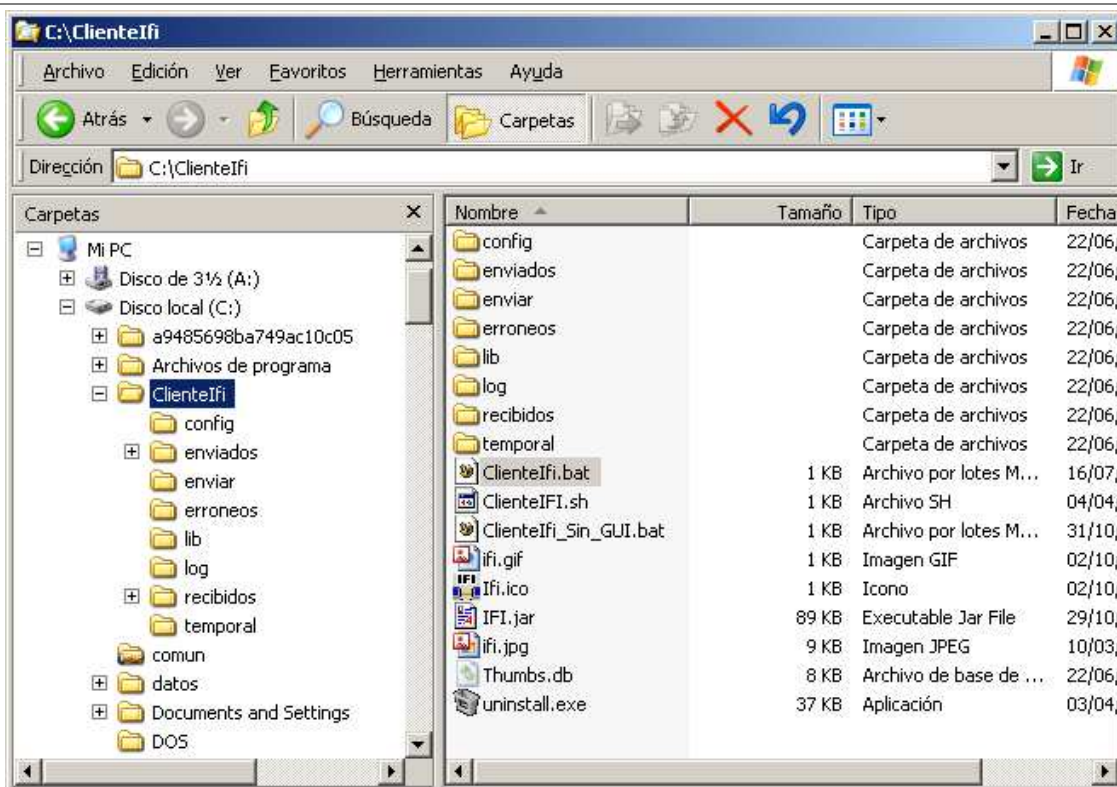 C:\ClienteIfi
Archivo Edición Ver Favoritos Herramientas Ayuda
Atrás Búsqueda Carpetas
Dirección C:\ClienteIfi Ir
Carpetas
Mi PC
Disco de 3½ (A:)
Disco local (C:)
a9485698ba749ac10c05
Archivos de programa
ClienteIfi
config
enviados
enviar
erroneos
lib
log
recibidos
temporal
comun
datos
Documents and Settings
DOS
Nombre Tamaño Tipo Fecha
config Carpeta de archivos 22/06,
enviados Carpeta de archivos 22/06,
enviar Carpeta de archivos 22/06,
erroneos Carpeta de archivos 22/06,
lib Carpeta de archivos 22/06,
log Carpeta de archivos 22/06,
recibidos Carpeta de archivos 22/06,
temporal Carpeta de archivos 22/06,
ClienteIfi.bat 1 KB Archivo por lotes M... 16/07,
ClienteIFI.sh 1 KB Archivo SH 04/04,
ClienteIfi_Sin_GUI.bat 1 KB Archivo por lotes M... 31/10,
ifi.gif 1 KB Imagen GIF 02/10,
Ifi.ico 1 KB Icono 02/10,
IFI.jar 89 KB Executable Jar File 29/10,
ifi.jpg 9 KB Imagen JPEG 10/03,
Thumbs.db 8 KB Archivo de base de ... 22/06,
uninstall.exe 37 KB Aplicación 03/04,